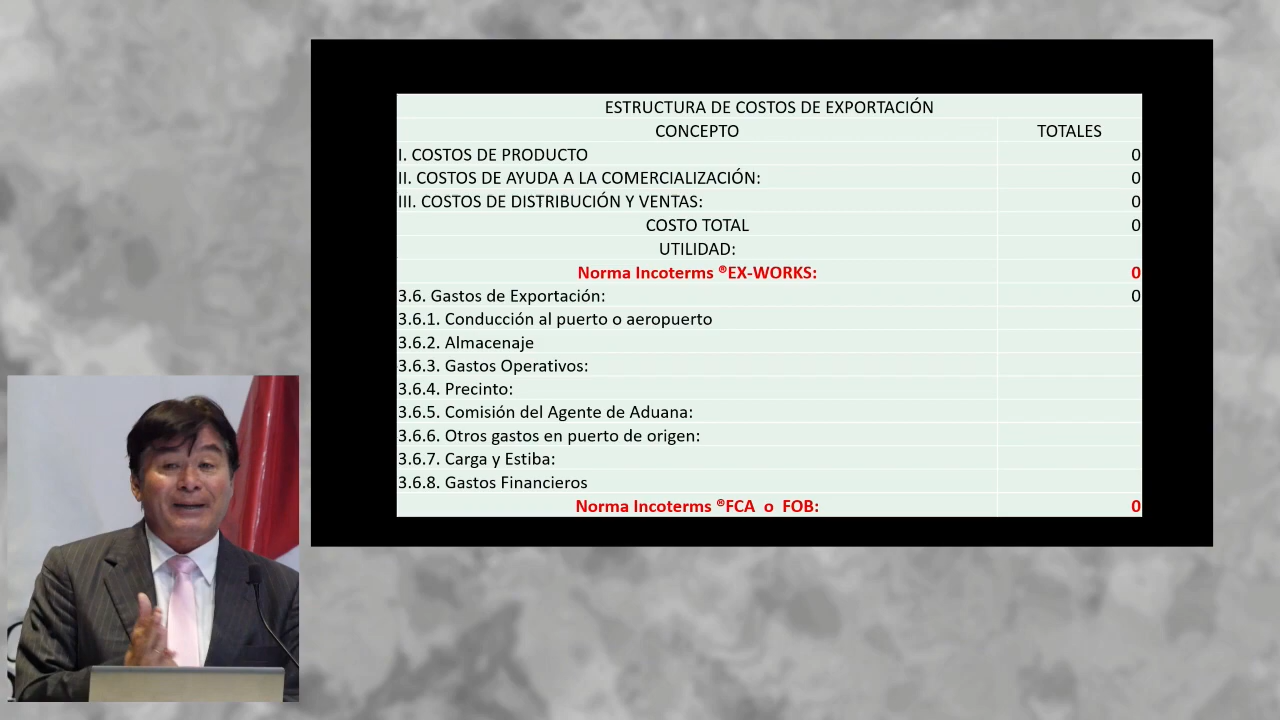 ESTRUCTURA DE COSTOS DE EXPORTACIÓN
CONCEPTO TOTALES
I. COSTOS DE PRODUCTO 0
II. COSTOS DE AYUDA A LA COMERCIALIZACIÓN: 0
III. COSTOS DE DISTRIBUCIÓN Y VENTAS: 0
COSTO TOTAL 0
UTILIDAD:
Norma Incoterms ®EX-WORKS: 0
3.6. Gastos de Exportación: 0
3.6.1. Conducción al puerto o aeropuerto
3.6.2. Almacenaje
3.6.3. Gastos Operativos:
3.6.4. Precinto:
3.6.5. Comisión del Agente de Aduana:
3.6.6. Otros gastos en puerto de origen:
3.6.7. Carga y Estiba:
3.6.8. Gastos Financieros
Norma Incoterms ®FCA o FOB: 0